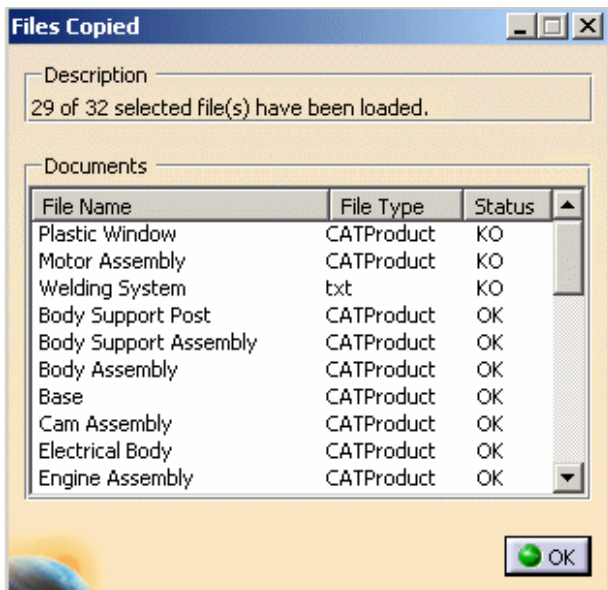 Files Copied
Description
29 of 32 selected file(s) have been loaded.
Documents
File Name File Type Status
Plastic Window CATProduct KO
Motor Assembly CATProduct KO
Welding System txt KO
Body Support Post CATProduct OK
Body Support Assembly CATProduct OK
Body Assembly CATProduct OK
Base CATProduct OK
Cam Assembly CATProduct OK
Electrical Body CATProduct OK
Engine Assembly CATProduct OK
OK